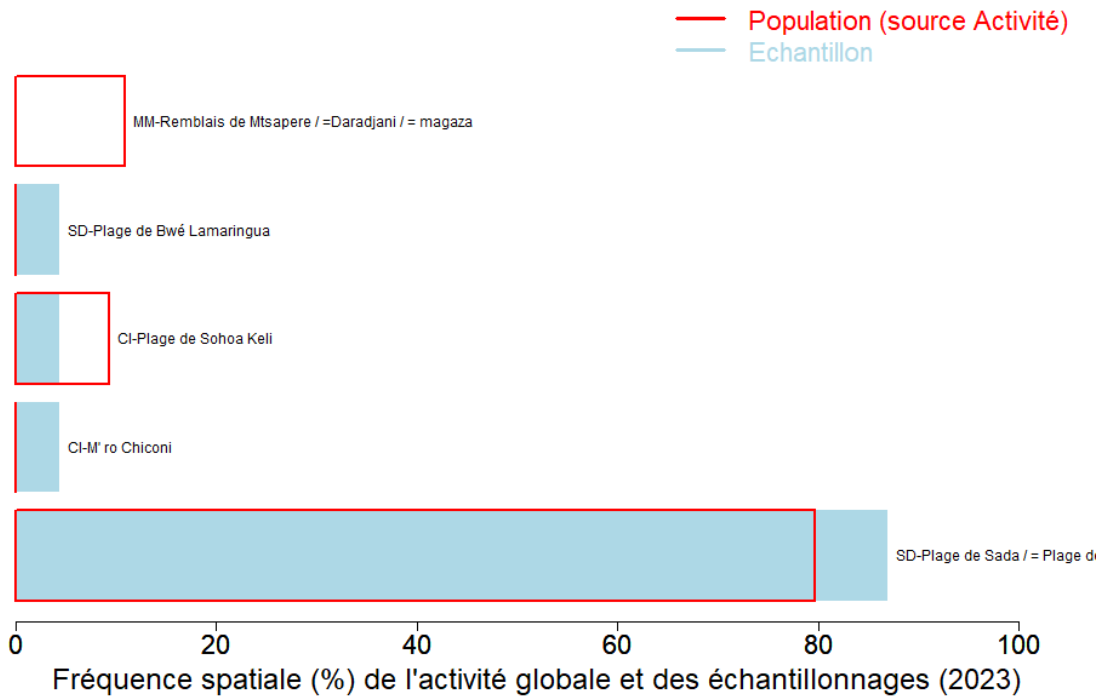 Population (source Activité)
Echantillon
MM-Remblais de Mtsapere / =Daradjani / = magaza
SD-Plage de Bwé Lamaringua
CI-Plage de Sohoa Keli
CI-M' ro Chiconi
SD-Plage de Sada / = Plage de
0 20 40 60 80 100
Fréquence spatiale (%) de l'activité globale et des échantillonnages (2023)